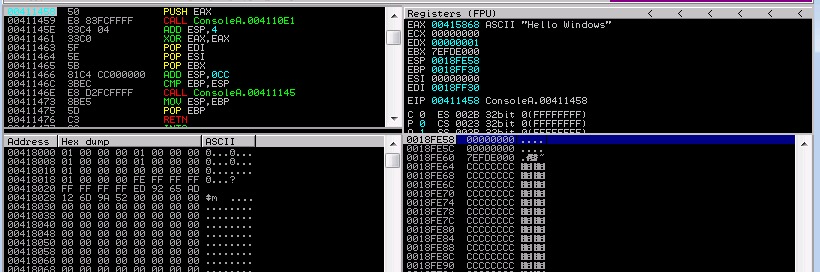 00411458 50 PUSH EAX
00411459 E8 83FCFFFF CALL ConsoleA.004110E1
0041145E 83C4 04 ADD ESP,4
00411461 33C0 XOR EAX,EAX
00411463 5F POP EDI
00411464 5E POP ESI
00411465 5B POP EBX
00411466 81C4 CC000000 ADD ESP,0CC
0041146C 3BEC CMP EBP,ESP
0041146E E8 D2FCFFFF CALL ConsoleA.00411145
00411473 8BE5 MOV ESP,EBP
00411475 5D POP EBP
00411476 C3 RETN
Registers (FPU) < < < < < <
EAX 00415868 ASCII "Hello Windows"
ECX 00000000
EDX 00000001
EBX 7EFDE000
ESP 0018FE58
EBP 0018FF30
ESI 00000000
EDI 0018FF30
EIP 00411458 ConsoleA.00411458
C 0 ES 002B 32bit 0(FFFFFFFF)
P 0 CS 0023 32bit 0(FFFFFFFF)
Address Hex dump ASCII
00418000 01 00 00 00 01 00 00 00
00418008 01 00 00 00 01 00 00 00
00418010 01 00 00 00 00 00 00 00
00418018 01 00 00 00 FE FF FF FF
00418020 FF FF FF FF ED 92 65 AD
00418028 12 6D 9A 52 00 00 00 00
00418030 00 00 00 00 00 00 00 00
00418038 00 00 00 00 00 00 00 00
00418040 00 00 00 00 00 00 00 00
00418048 00 00 00 00 00 00 00 00
00418050 00 00 00 00 00 00 00 00
00418058 00 00 00 00 00 00 00 00
00418060 00 00 00 00 00 00 00 00
0018FE58 00000000 ....
0018FE5C 00000000 ....
0018FE60 7EFDE000
0018FE64 CCCCCCCC
0018FE68 CCCCCCCC
0018FE6C CCCCCCCC
0018FE70 CCCCCCCC
0018FE74 CCCCCCCC
0018FE78 CCCCCCCC
0018FE7C CCCCCCCC
0018FE80 CCCCCCCC
0018FE84 CCCCCCCC
0018FE88 CCCCCCCC
0018FE8C CCCCCCCC
0018FE90 CCCCCCCC